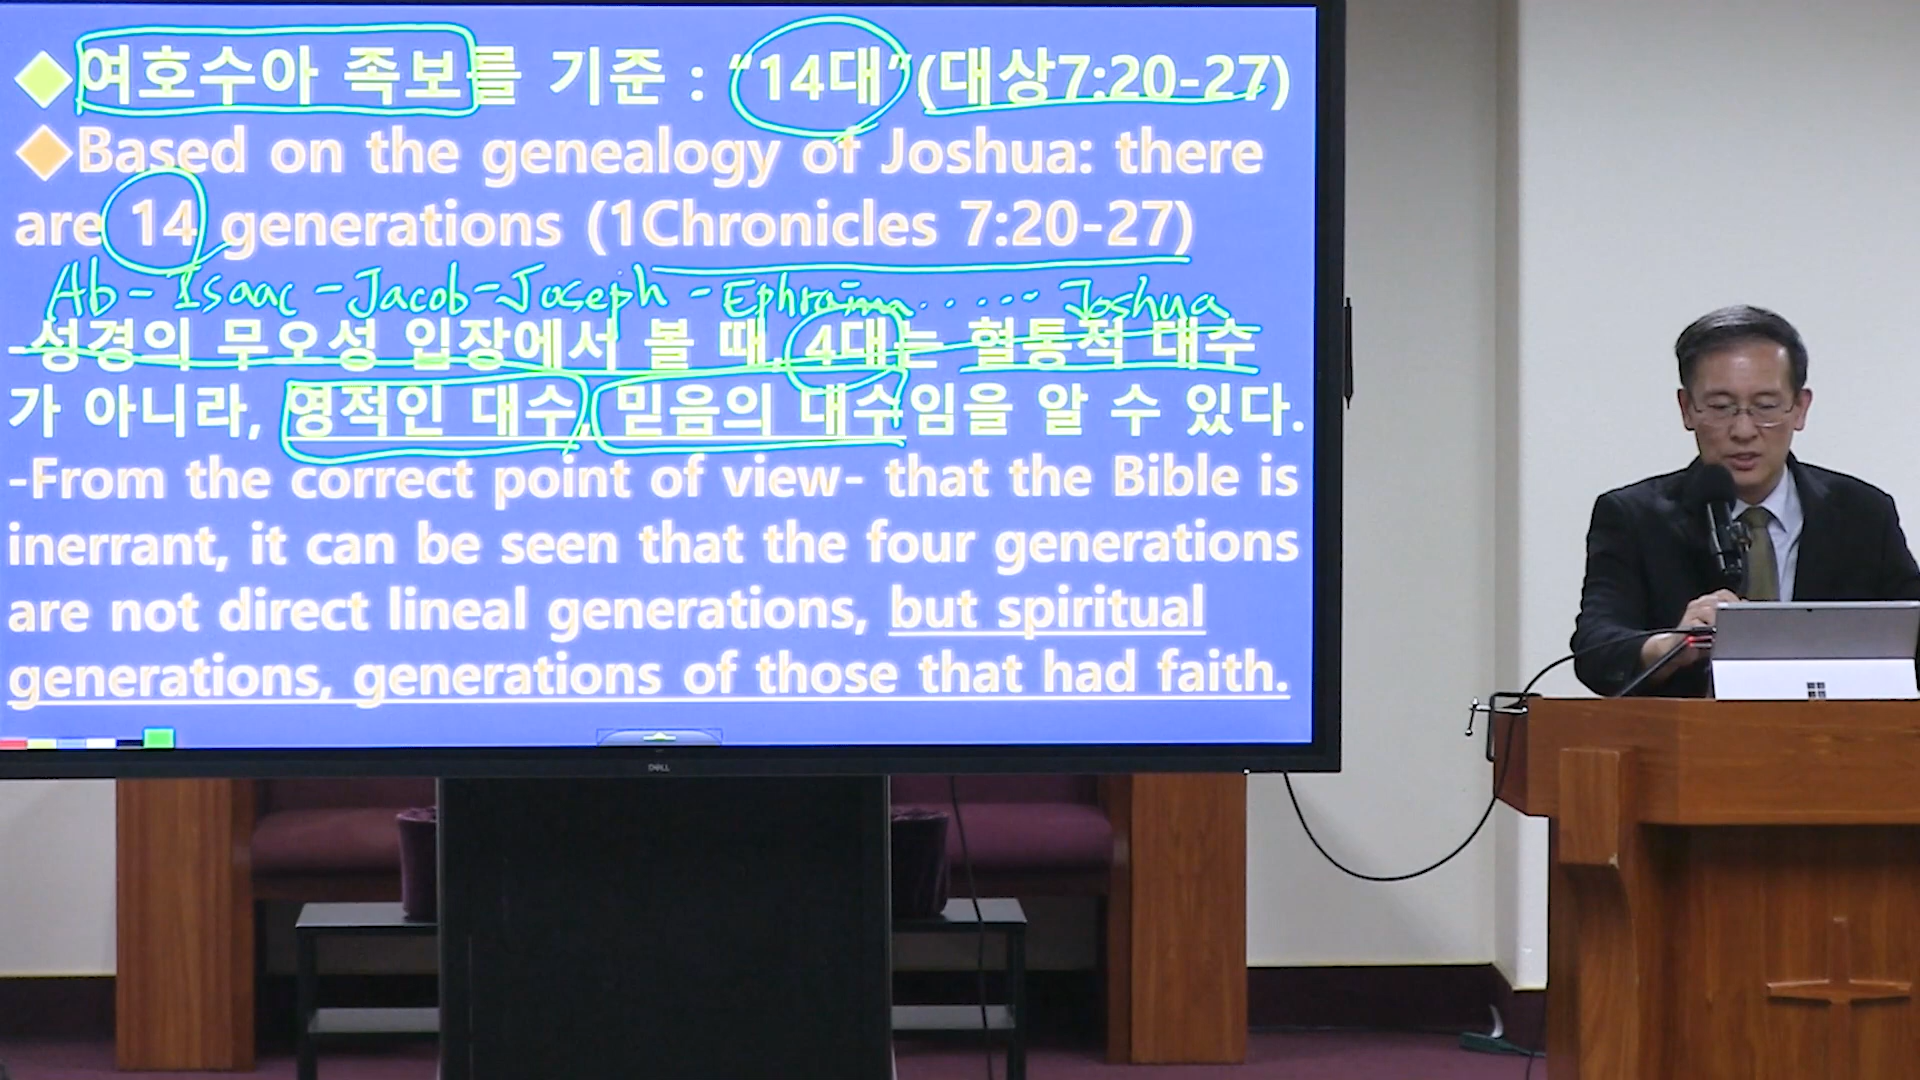 ◆여호수아 족보를 기준 : “14대”(대상7:20-27)
◆Based on the genealogy of Joshua: there
are 14 generations (1Chronicles 7:20-27)
Ab - Isaac - Jacob - Joseph - Ephraim ...... Joshua
-성경의 무오성 입장에서 볼 때, 4대는 혈통적 대수
가 아니라, 영적인 대수, 믿음의 대수임을 알 수 있다.
-From the correct point of view- that the Bible is
inerrant, it can be seen that the four generations
are not direct lineal generations, but spiritual
generations, generations of those that had faith.
DELL